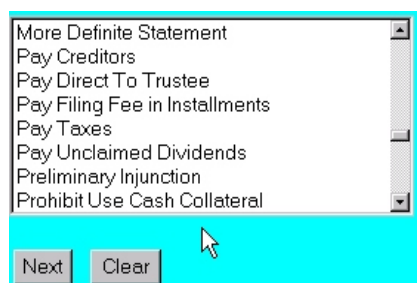 More Definite Statement
Pay Creditors
Pay Direct To Trustee
Pay Filing Fee in Installments
Pay Taxes
Pay Unclaimed Dividends
Preliminary Injunction
Prohibit Use Cash Collateral
Next Clear